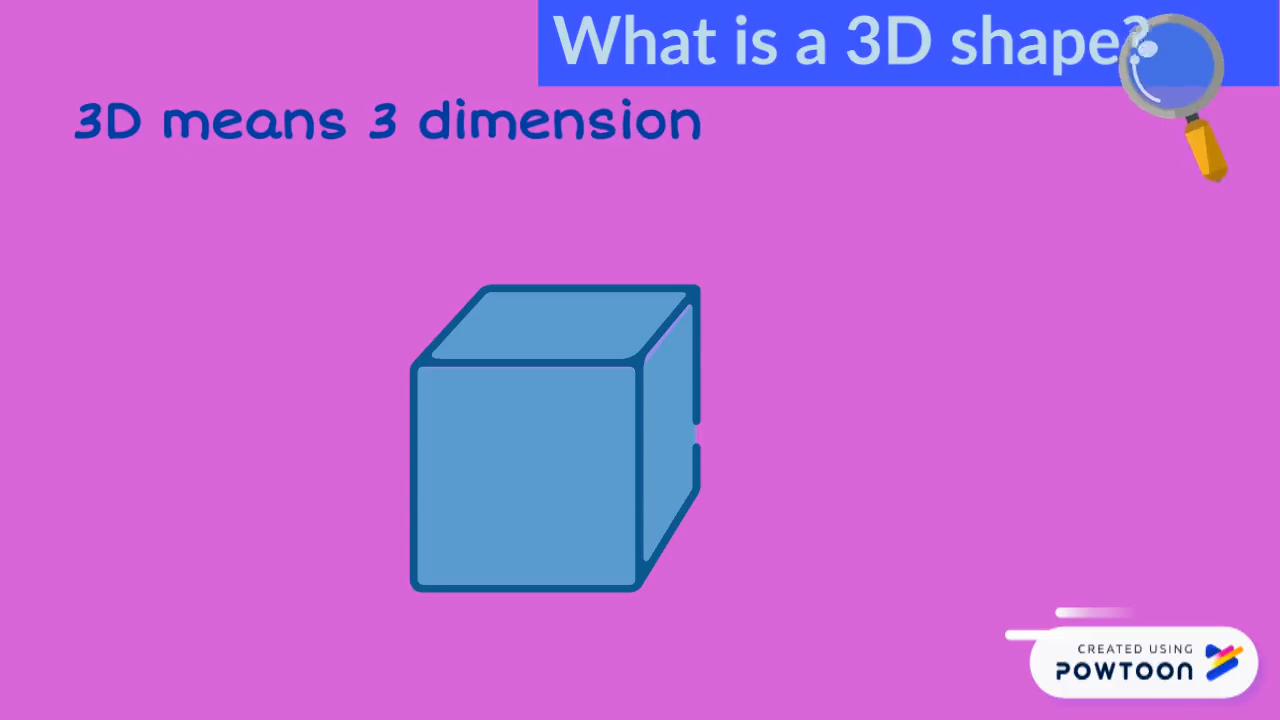 What is a 3D shape?
3D means 3 dimension
CREATED USING
POWTOON